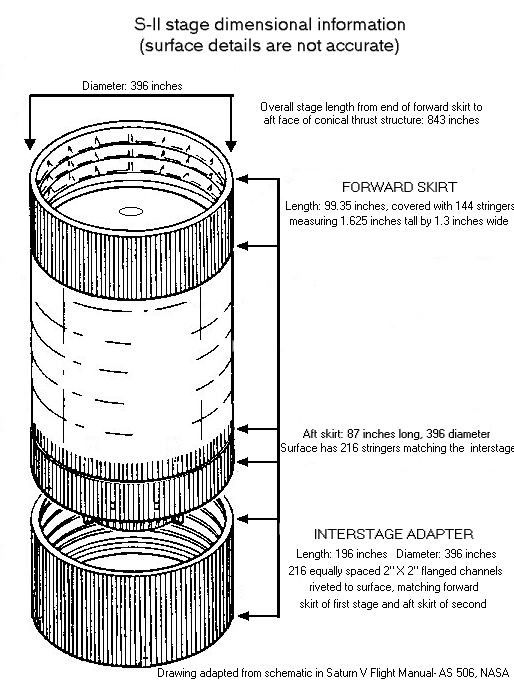 S-II stage dimensional information
(surface details are not accurate)
Diameter: 396 inches
Overall stage length from end of forward skirt to
aft face of conical thrust structure: 843 inches
FORWARD SKIRT
Length: 99.35 inches, covered with 144 stringers
measuring 1.625 inches tall by 1.3 inches wide
Aft skirt: 87 inches long, 396 diameter
Surface has 216 stringers matching the interstage
INTERSTAGE ADAPTER
Length: 196 inches Diameter: 396 inches
216 equally spaced 2" X 2" flanged channels
riveted to surface, matching forward
skirt of first stage and aft skirt of second
Drawing adapted from schematic in Saturn V Flight Manual- AS 506, NASA